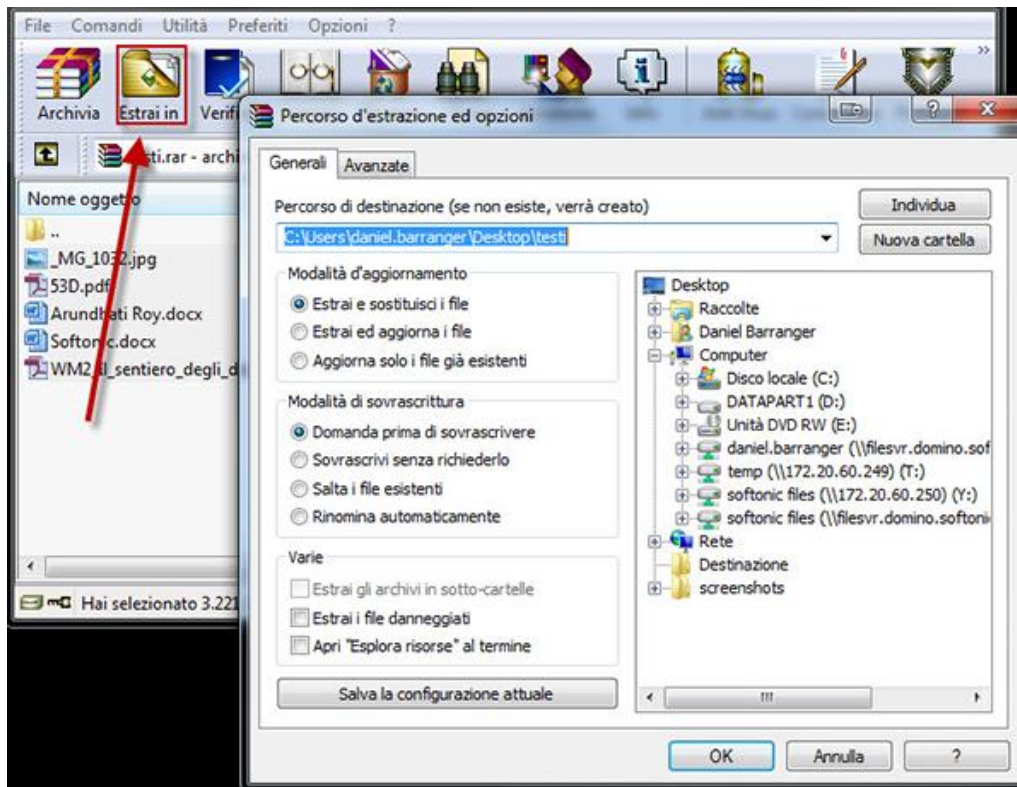 File Comandi Utilità Preferiti Opzioni ?
Archivia Estrai in
Percorso d'estrazione ed opzioni
Generali Avanzate
Nome oggetto
..
_MG_1032.jpg
53D.pdf
Arundhati Roy.docx
Softonic.docx
Hai selezionato
Percorso di destinazione (se non esiste, verrà creato)
Individua
C:\Users\daniel.barranger\Desktop\testi
Nuova cartella
Modalità d'aggiornamento
Estrai e sostituisci i file
Estrai ed aggiorna i file
Aggiorna solo i file già esistenti
Modalità di sovrascrittura
Domanda prima di sovrascrivere
Sovrascrivi senza richiederlo
Salta i file esistenti
Rinomina automaticamente
Varie
Estrai gli archivi in sotto-cartelle
Estrai i file danneggiati
Apri "Esplora risorse" al termine
Salva la configurazione attuale
Desktop
Raccolte
Daniel Barranger
Computer
Disco locale (C:)
DATAPART1 (D:)
Unità DVD RW (E:)
daniel.barranger (\\filesvr.domino.sof
temp (\\172.20.60.249) (T:)
softonic files (\\172.20.60.250) (Y:)
softonic files (\\filesvr.domino.softoni
Rete
Destinazione
screenshots
OK Annulla ?